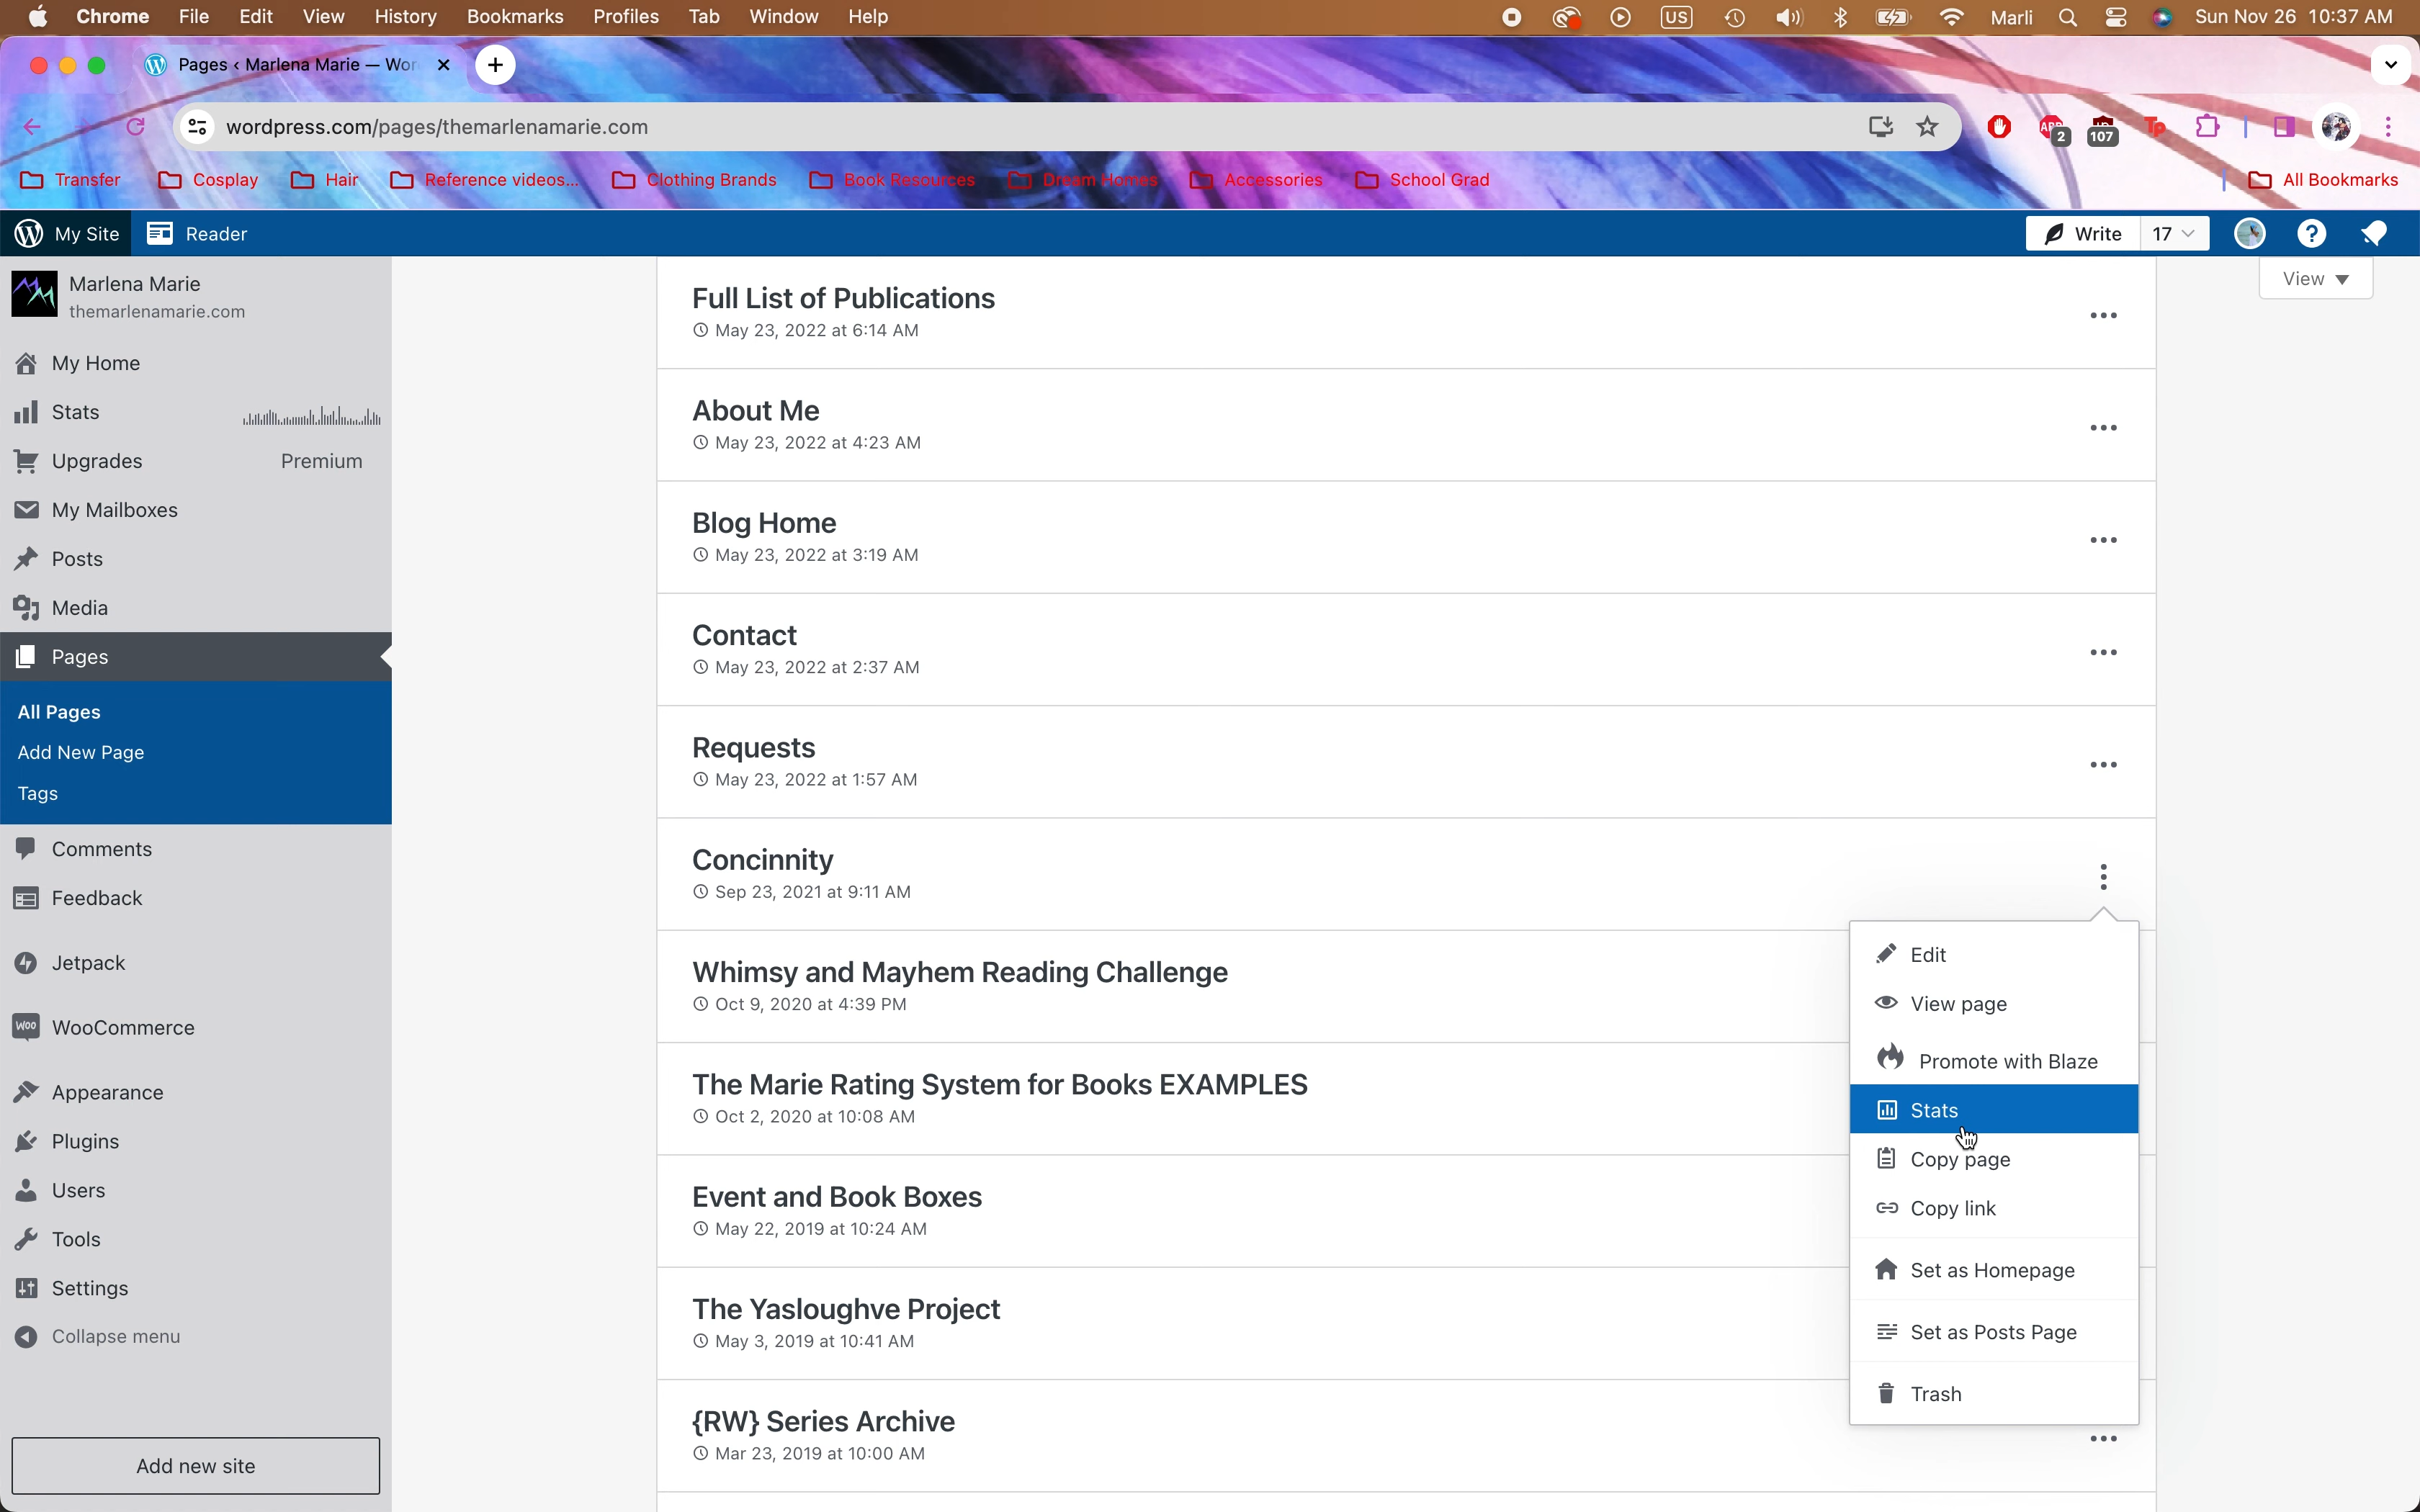 Chrome File Edit View History Bookmarks Profiles Tab Window Help US Marli Sun Nov 26 10:37 AM
Pages ‹ Marlena Marie — Wor
wordpress.com/pages/themarlenamarie.com 2 107 Tp
Transfer Cosplay Hair Reference videos... Clothing Brands Book Resources Dream Homes Accessories School Grad All Bookmarks
My Site Reader Write 17
View
Marlena Marie
themarlenamarie.com
My Home
Stats
Upgrades Premium
My Mailboxes
Posts
Media
Pages
All Pages
Add New Page
Tags
Comments
Feedback
Jetpack
Woo WooCommerce
Appearance
Plugins
Users
Tools
Settings
Collapse menu
Add new site
Full List of Publications
May 23, 2022 at 6:14 AM
About Me
May 23, 2022 at 4:23 AM
Blog Home
May 23, 2022 at 3:19 AM
Contact
May 23, 2022 at 2:37 AM
Requests
May 23, 2022 at 1:57 AM
Concinnity
Sep 23, 2021 at 9:11 AM
Whimsy and Mayhem Reading Challenge
Oct 9, 2020 at 4:39 PM
The Marie Rating System for Books EXAMPLES
Oct 2, 2020 at 10:08 AM
Event and Book Boxes
May 22, 2019 at 10:24 AM
The Yasloughve Project
May 3, 2019 at 10:41 AM
{RW} Series Archive
Mar 23, 2019 at 10:00 AM
Edit
View page
Promote with Blaze
Stats
Copy page
Copy link
Set as Homepage
Set as Posts Page
Trash